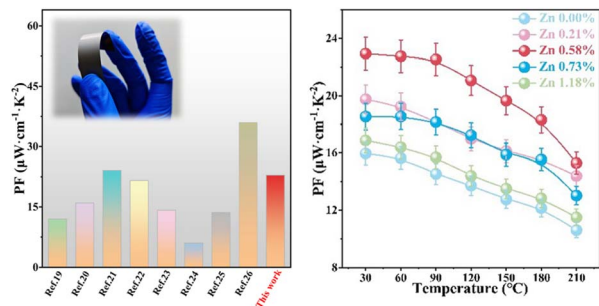 PF (μW·cm⁻¹·K⁻²)
60
45
30
15
0
Ref.19
Ref.20
Ref.21
Ref.22
Ref.23
Ref.24
Ref.25
Ref.26
This work
PF (μW·cm⁻¹·K⁻²)
28
24
20
16
12
8
Zn 0.00%
Zn 0.21%
Zn 0.58%
Zn 0.73%
Zn 1.18%
30
60
90
120
150
180
210
Temperature (°C)